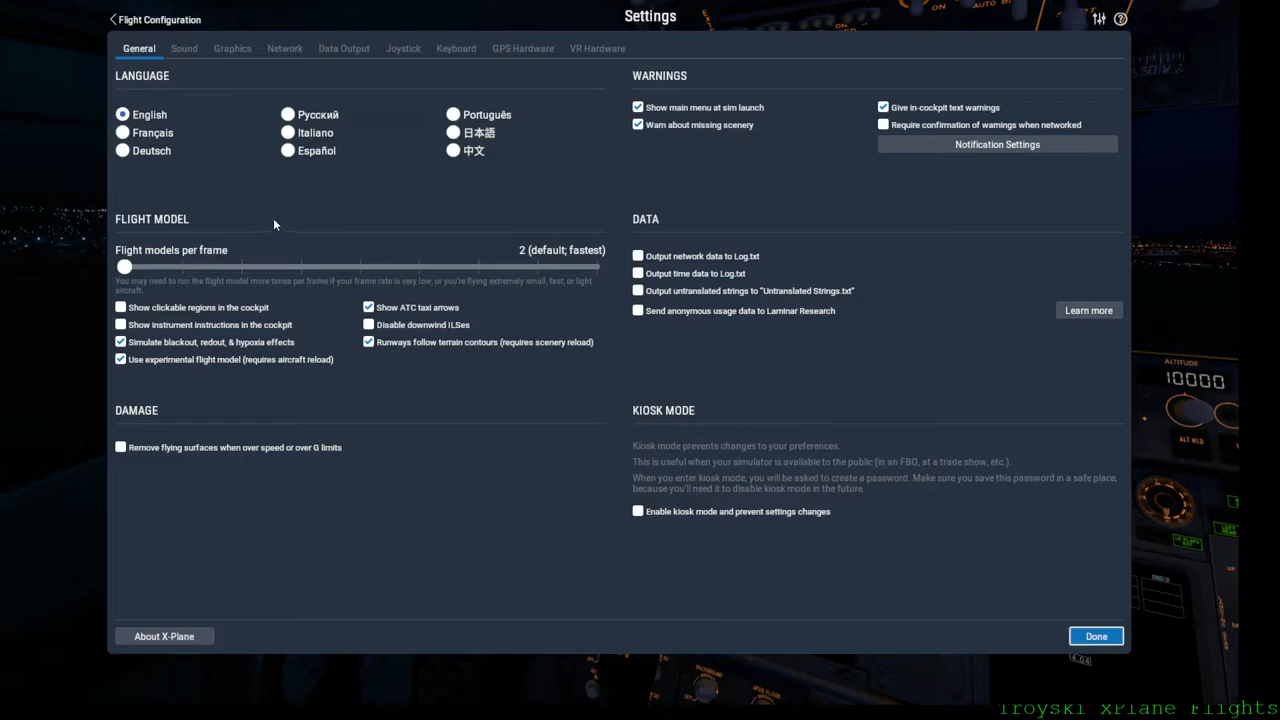 Flight Configuration
Settings
General Sound Graphics Network Data Output Joystick Keyboard GPS Hardware VR Hardware
LANGUAGE
English
Русский
Português
Français
Italiano
日本語
Deutsch
Español
中文
WARNINGS
Show main menu at sim launch
Give in-cockpit text warnings
Warn about missing scenery
Require confirmation of warnings when networked
Notification Settings
FLIGHT MODEL
Flight models per frame
2 (default; fastest)
You may need to run the flight model more times per frame if your frame rate is very low, or you're flying extremely small, fast, or light
aircraft.
Show clickable regions in the cockpit
Show ATC taxi arrows
Show instrument instructions in the cockpit
Disable downwind ILSes
Simulate blackout, redout, & hypoxia effects
Runways follow terrain contours (requires scenery reload)
Use experimental flight model (requires aircraft reload)
DATA
Output network data to Log.txt
Output time data to Log.txt
Output untranslated strings to "Untranslated Strings.txt"
Send anonymous usage data to Laminar Research
Learn more
DAMAGE
Remove flying surfaces when over speed or over G limits
KIOSK MODE
Kiosk mode prevents changes to your preferences.
This is useful when your simulator is available to the public (in an FBO, at a trade show, etc.).
When you enter kiosk mode, you will be asked to create a password. Make sure you save this password in a safe place,
because you'll need it to disable kiosk mode in the future.
Enable kiosk mode and prevent settings changes
About X-Plane
Done
ALTITUDE
10000
ALT HLD
4.04
BACKGROUND
AFDS FLOOD
Troyski XPlane Flights